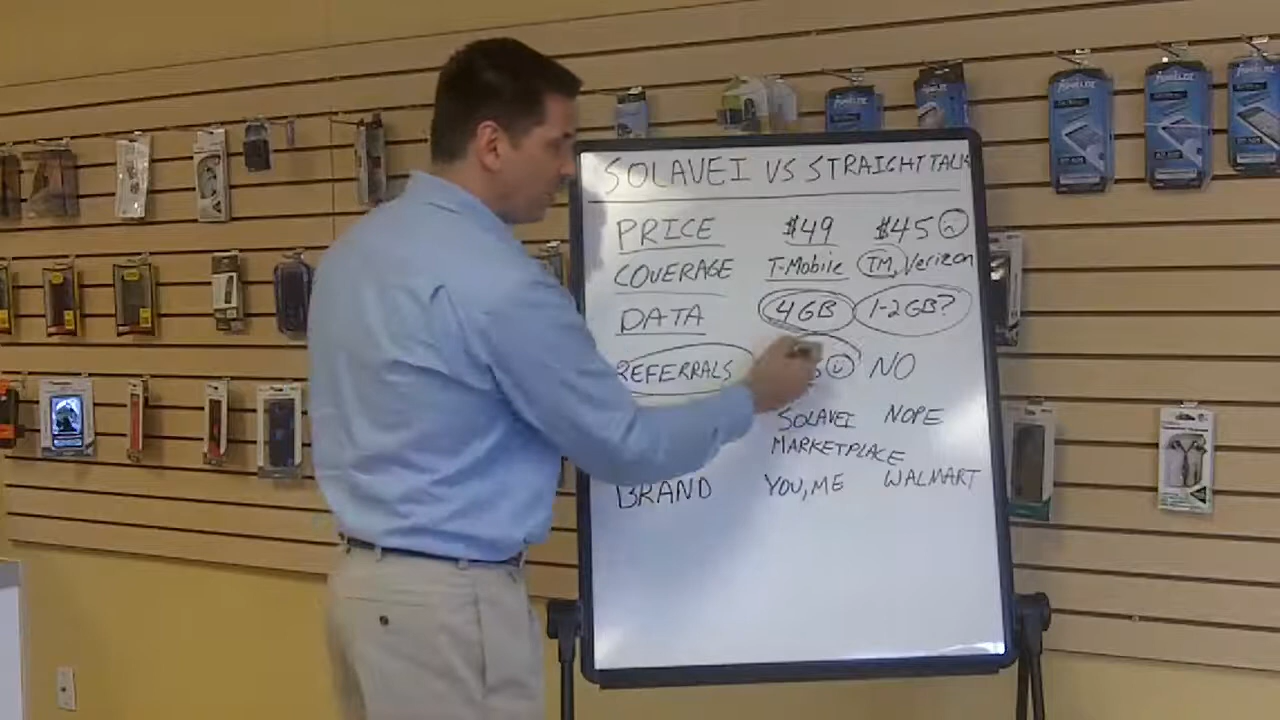 SOLAVEI VS STRAIGHT TALK
PRICE $49 $45
COVERAGE T-Mobile TM, Verizon
DATA 4GB 1-2GB?
REFERRALS NO
SOLAVEI NOPE
MARKETPLACE
BRAND YOU, ME WALMART